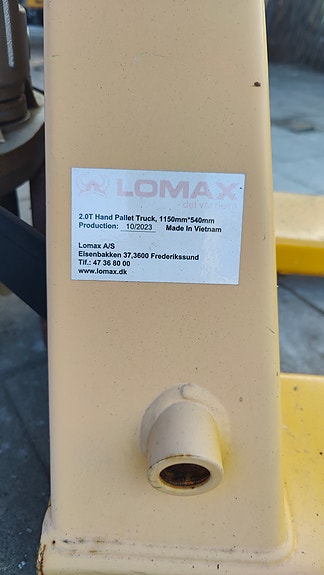 LOMAX
2.0T Hand Pallet Truck, 1150mm*540mm
Production: 10/2023 Made In Vietnam
Lomax A/S
Elsenbakken 37,3600 Frederikssund
Tlf.: 47 36 80 00
www.lomax.dk